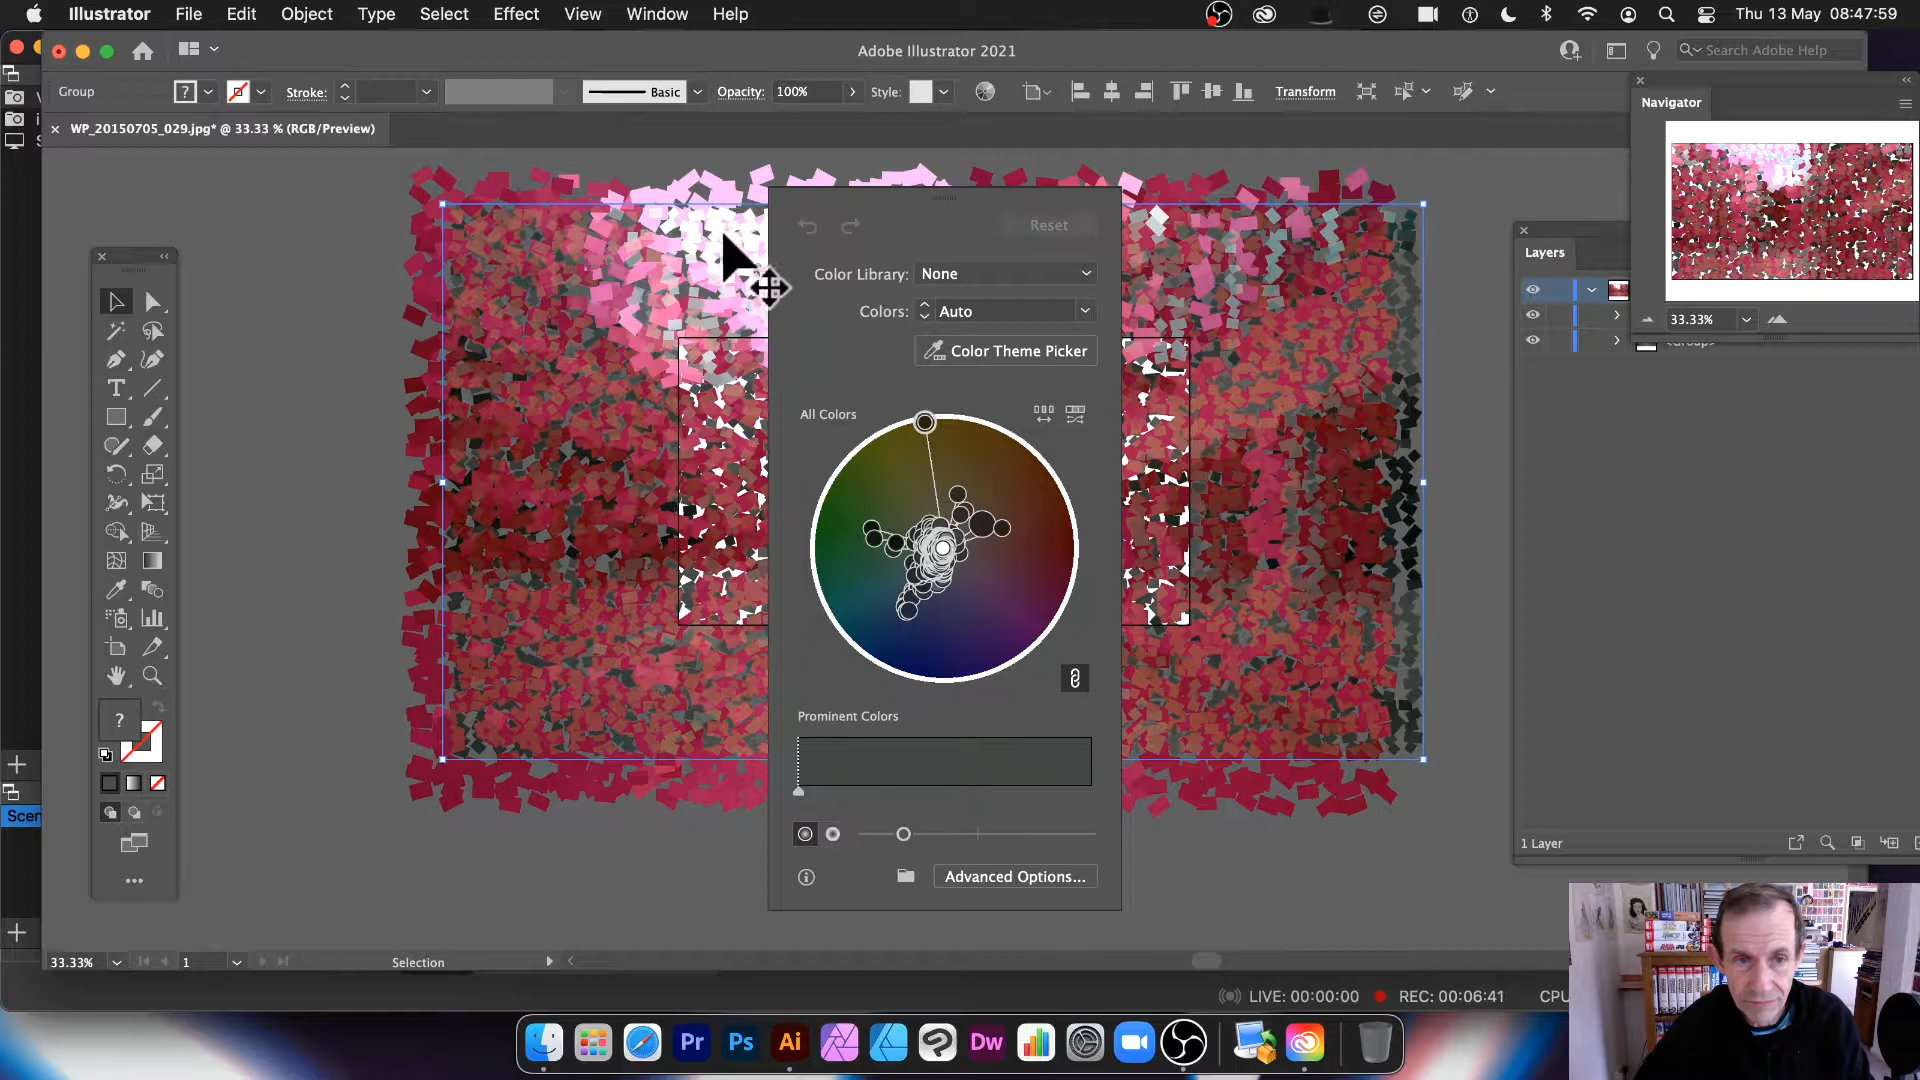 Illustrator File Edit Object Type Select Effect View Window Help Thu 13 May 08:47:59
Adobe Illustrator 2021 Search Adobe Help
Group ? Stroke: Basic Opacity: 100% Style: Transform
WP_20150705_029.jpg* @ 33.33 % (RGB/Preview)
Navigator
33.33%
Reset
Color Library: None
Colors: Auto
Color Theme Picker
All Colors
Layers
<Group>
?
Prominent Colors
Scen
Advanced Options...
1 Layer
33.33% 1 Selection
LIVE: 00:00:00 REC: 00:06:41 CPU
Pr Ps Ai Dw